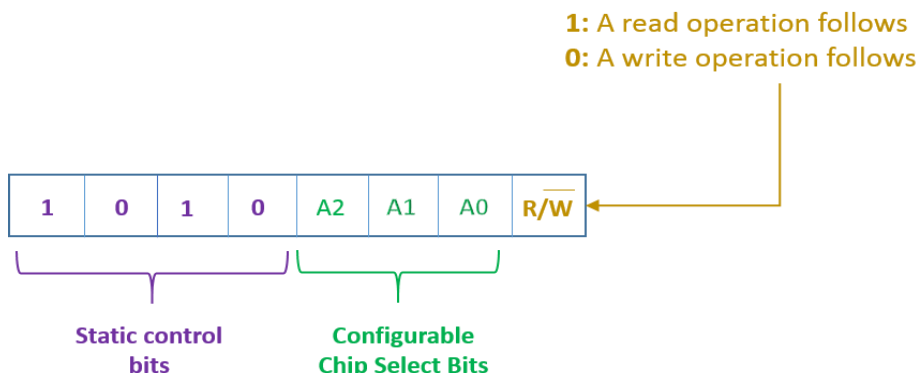 1: A read operation follows
0: A write operation follows
1 0 1 0 A2 A1 A0 R/W̅
Static control
bits
Configurable
Chip Select Bits